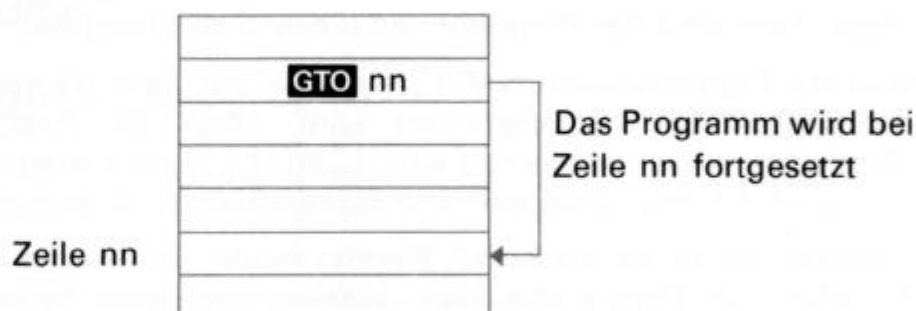 GTO nn
Das Programm wird bei
Zeile nn fortgesetzt
Zeile nn